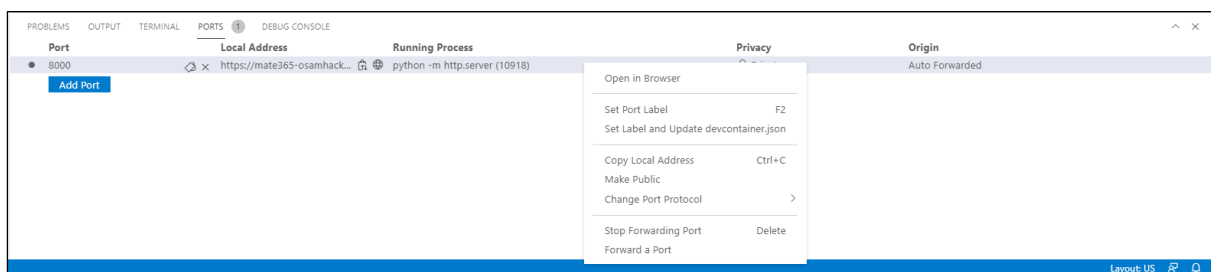 PROBLEMS OUTPUT TERMINAL PORTS 1 DEBUG CONSOLE
Port Local Address Running Process Privacy Origin
8000 https://mate365-osamhack... python -m http.server (10918) Auto Forwarded
Add Port
Open in Browser
Set Port Label F2
Set Label and Update devcontainer.json
Copy Local Address Ctrl+C
Make Public
Change Port Protocol
Stop Forwarding Port Delete
Forward a Port
Layout: US